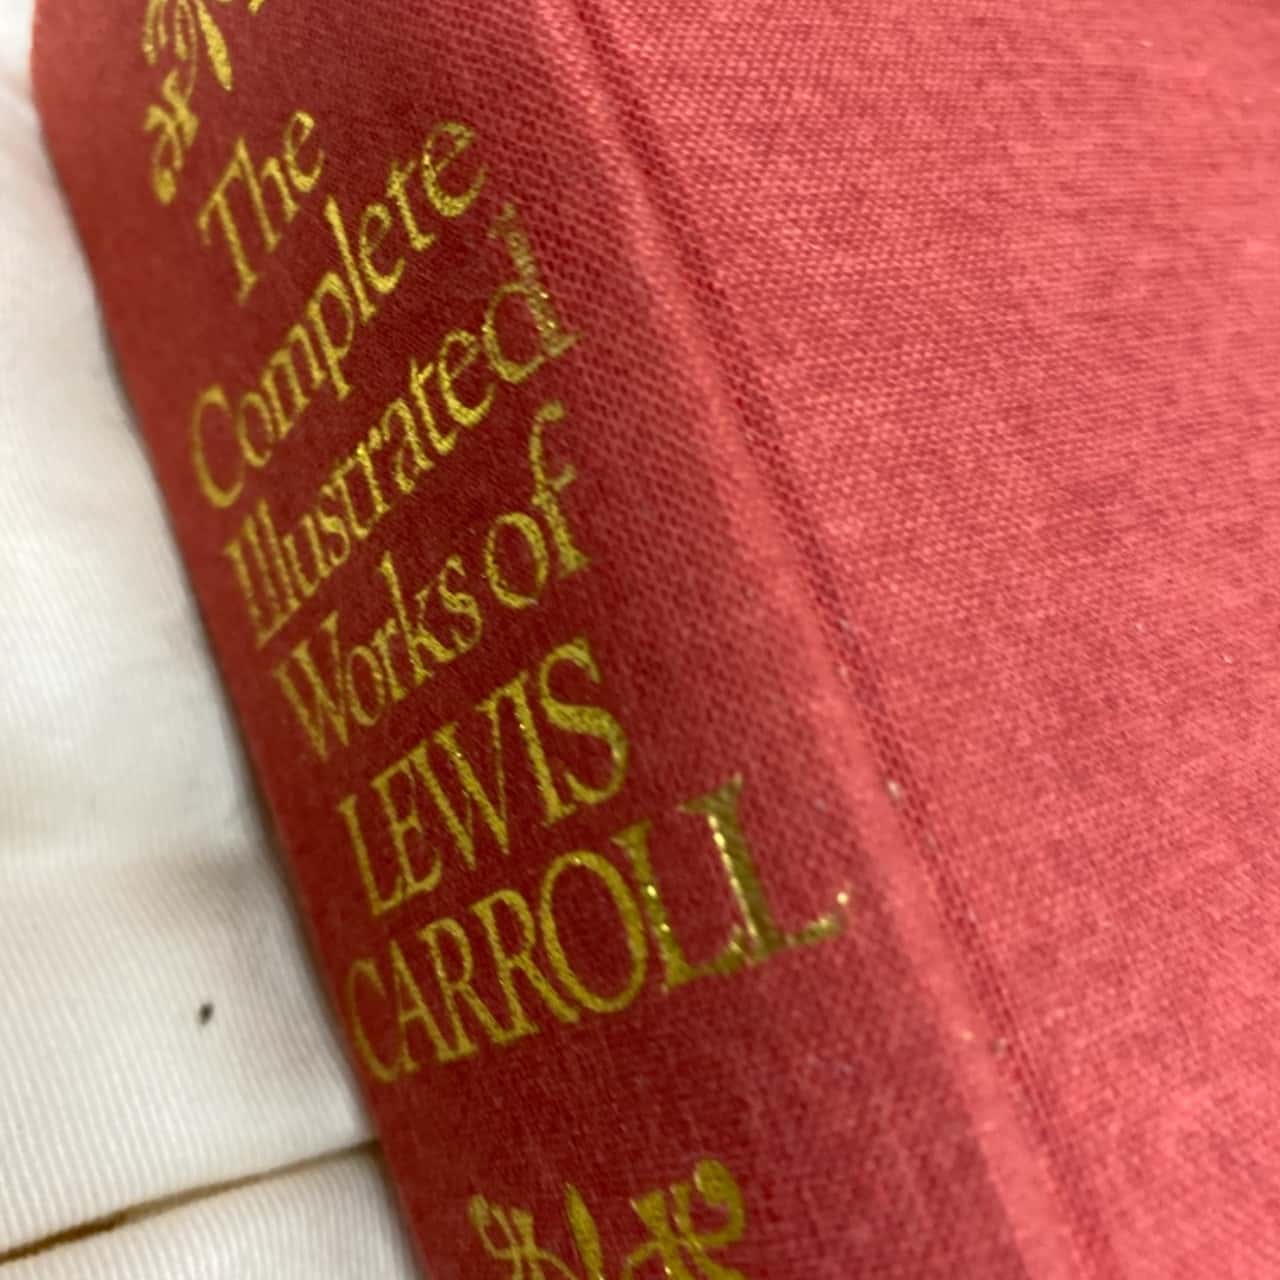 The
Complete
Illustrated
Works of
LEWIS
CARROLL